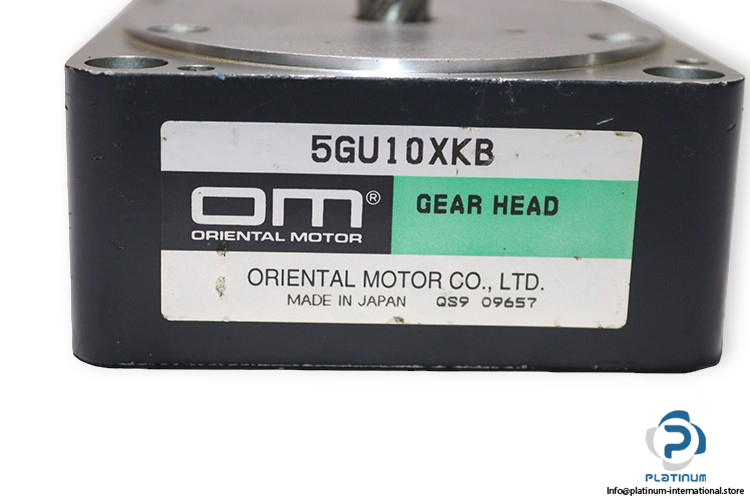 5GU10XKB
OM®
ORIENTAL MOTOR
GEAR HEAD
ORIENTAL MOTOR CO., LTD.
MADE IN JAPAN QS9 09657
PLATINUM
Info@platinum-international.store